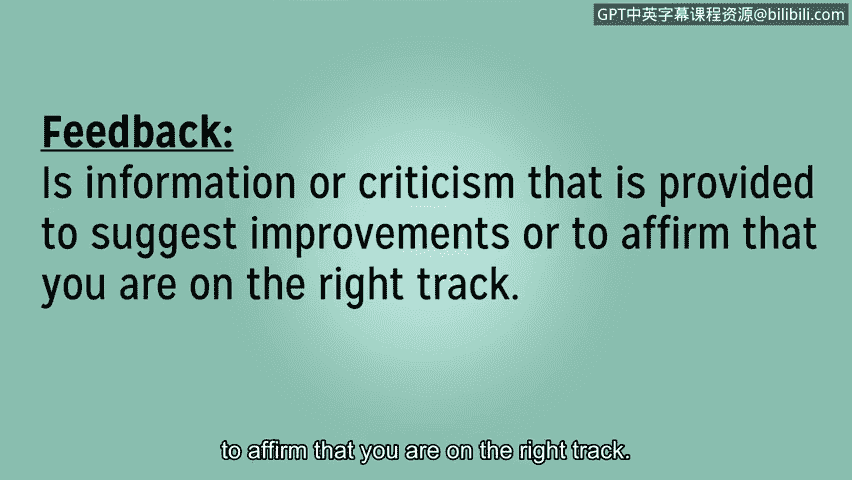 GPT中英字幕课程资源@bilibili.com
Feedback:
Is information or criticism that is provided
to suggest improvements or to affirm that
you are on the right track.
to affirm that you are on the right track.